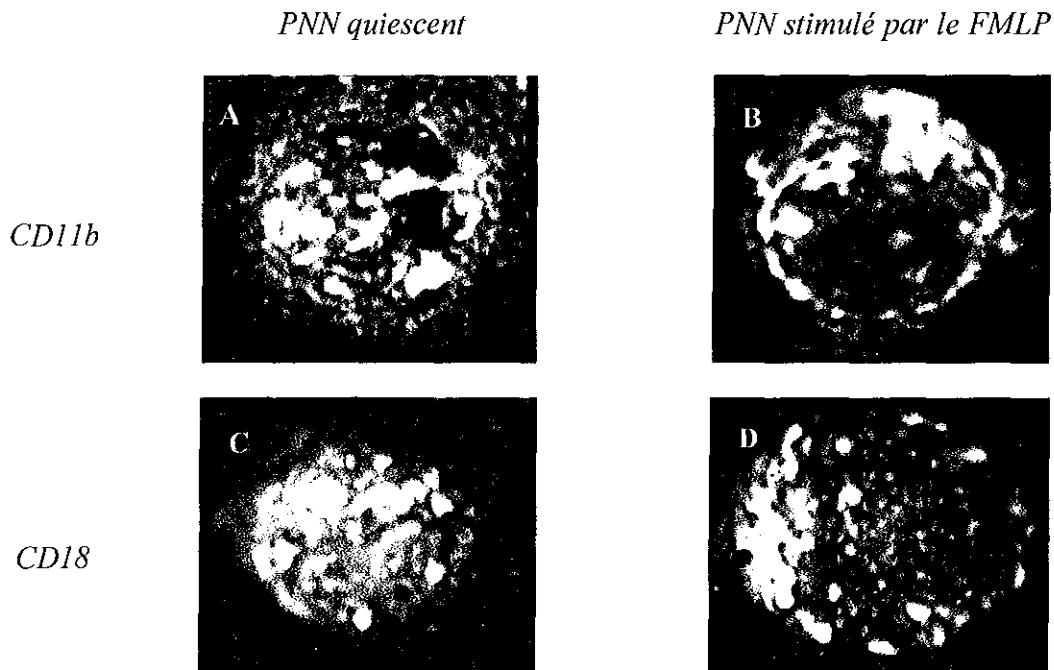 PNN quiescent
PNN stimulé par le FMLP
A
B
CD11b
C
D
CD18